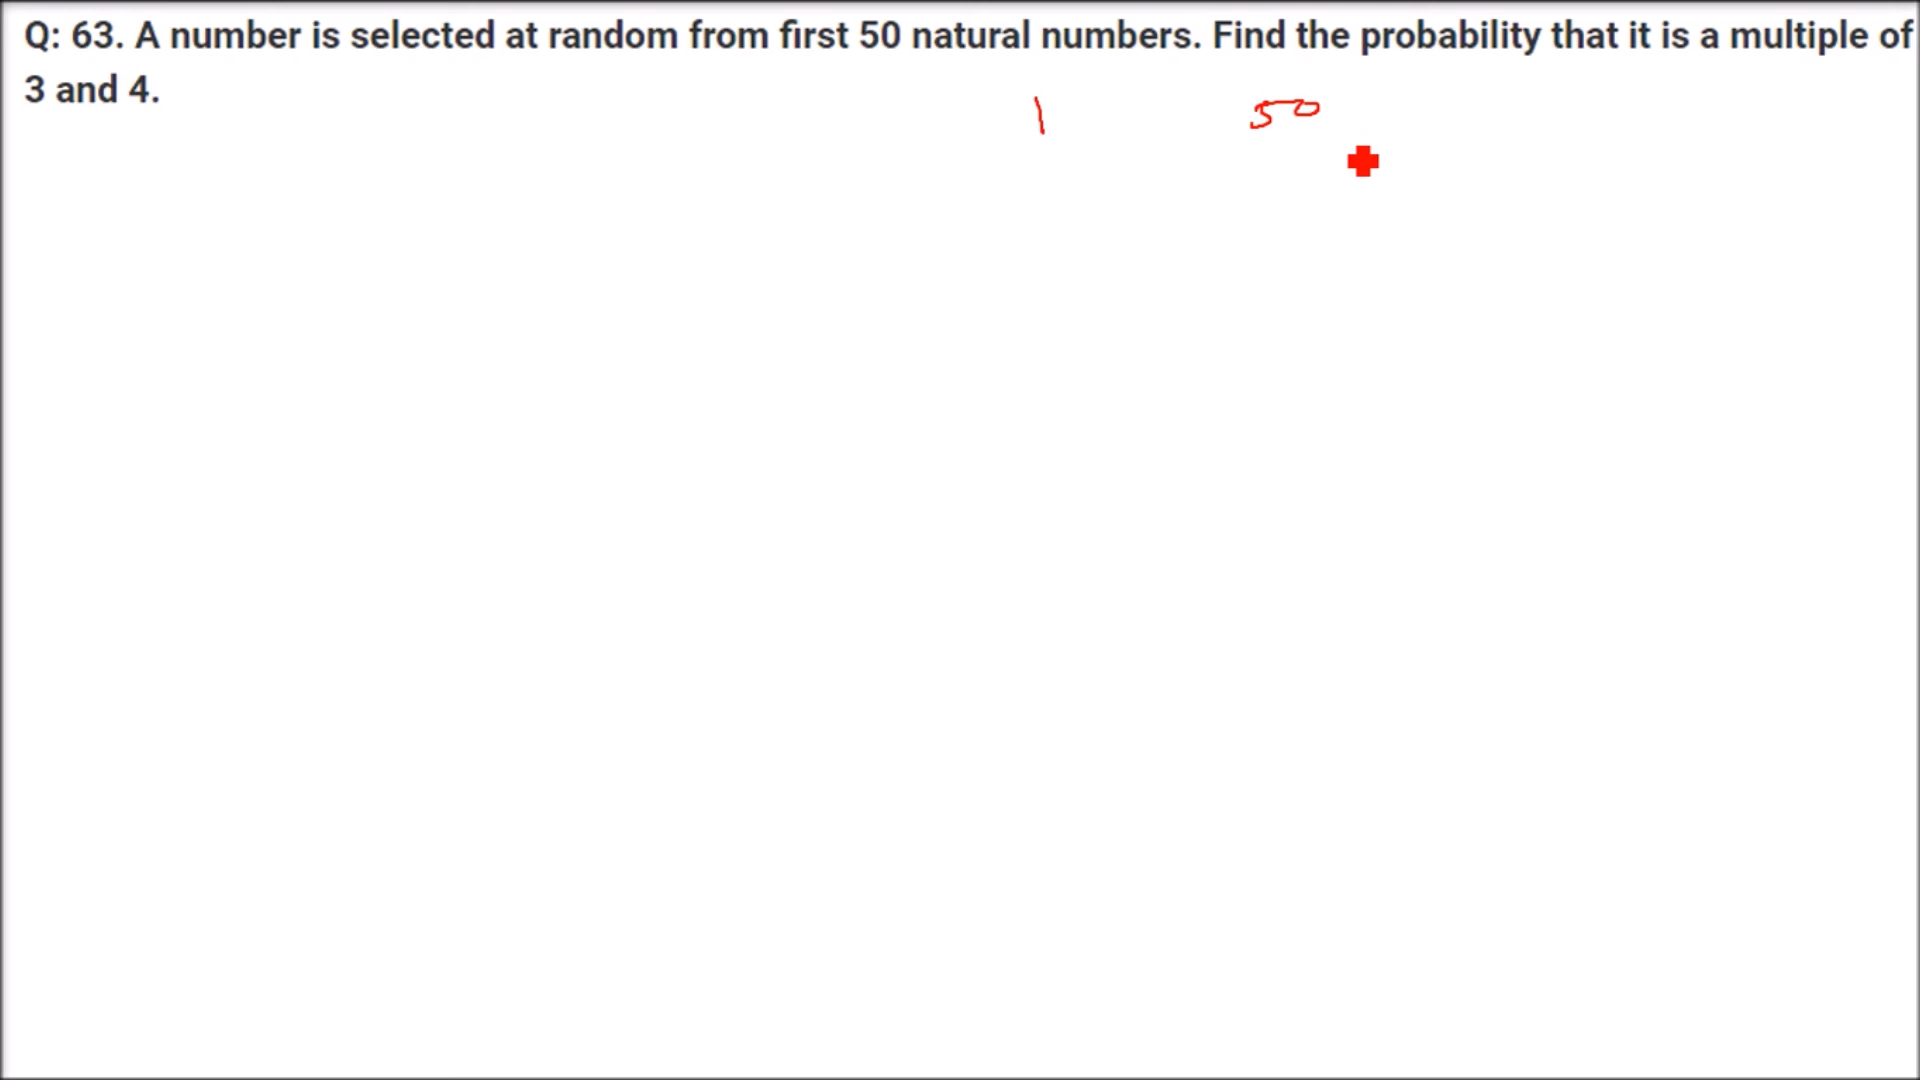 Q: 63. A number is selected at random from first 50 natural numbers. Find the probability that it is a multiple of
3 and 4.
1 50